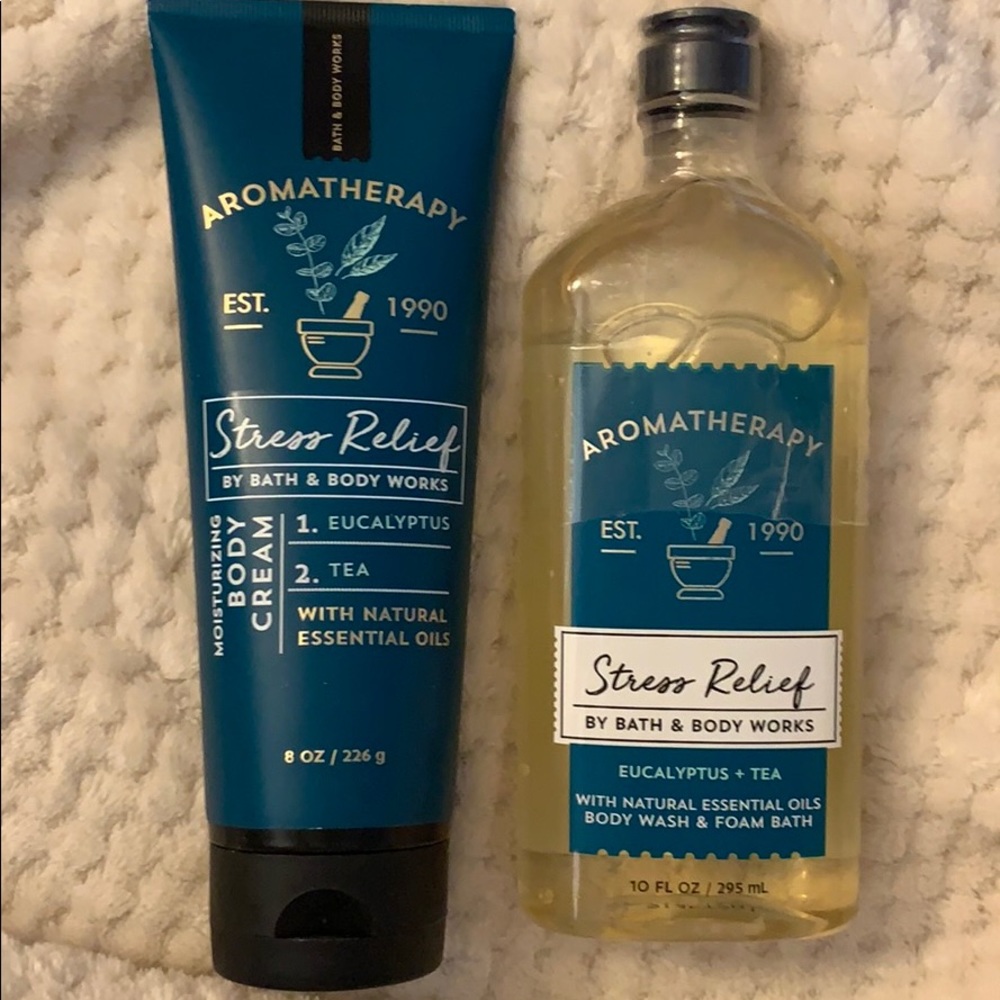 BATH & BODY WORKS
AROMATHERAPY
EST. 1990
Stress Relief
BY BATH & BODY WORKS
MOISTURIZING
BODY
CREAM
1. EUCALYPTUS
2. TEA
WITH NATURAL
ESSENTIAL OILS
8 OZ / 226 g
AROMATHERAPY
EST. 1990
Stress Relief
BY BATH & BODY WORKS
EUCALYPTUS + TEA
WITH NATURAL ESSENTIAL OILS
BODY WASH & FOAM BATH
10 FL OZ / 295 mL